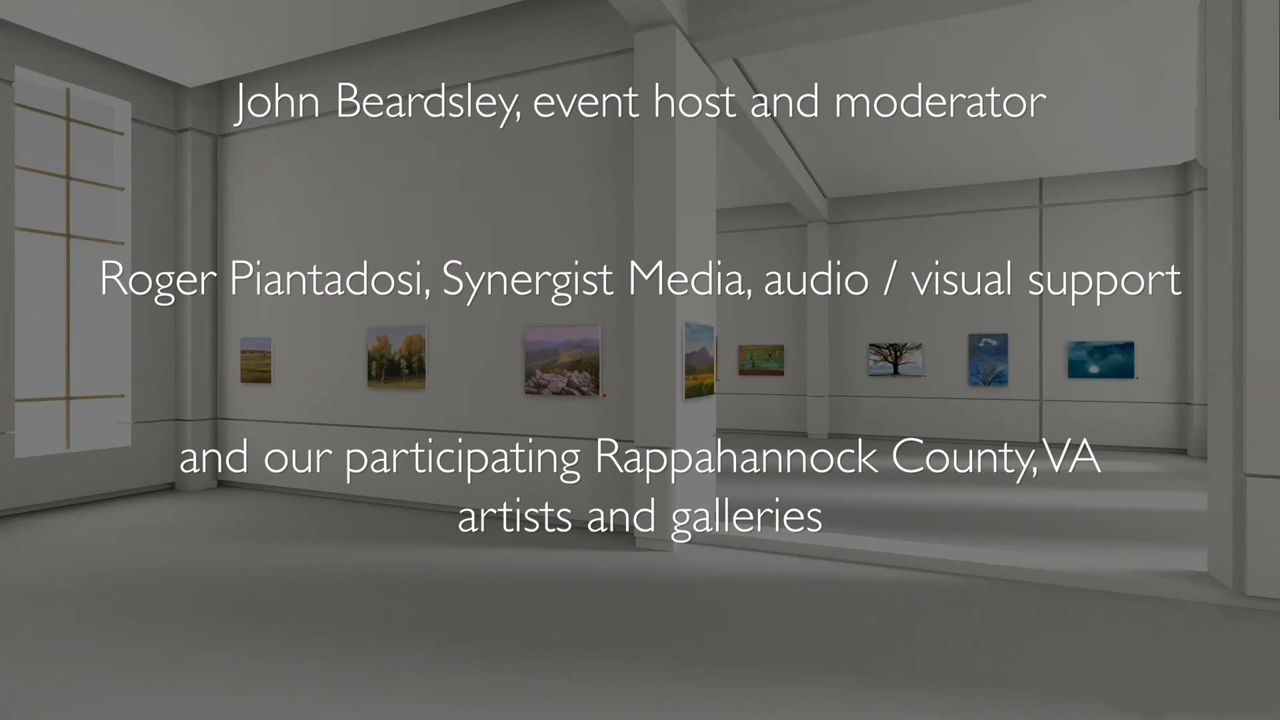 John Beardsley, event host and moderator
Roger Piantadosi, Synergist Media, audio / visual support
and our participating Rappahannock County, VA
artists and galleries